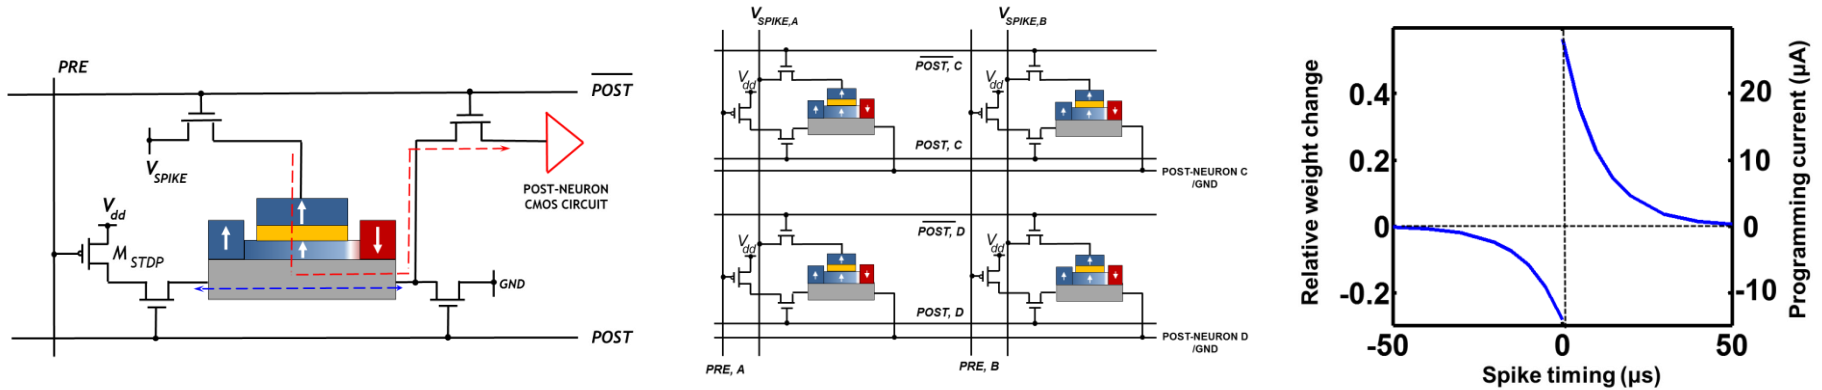 PRE
POST
V_SPIKE
V_dd
M_STDP
POST-NEURON
CMOS CIRCUIT
GND
POST
V_SPIKE,A
V_SPIKE,B
POST, C
V_dd
V_dd
POST, C
POST-NEURON C
/GND
POST, D
V_dd
V_dd
POST, D
POST-NEURON D
/GND
PRE, A
PRE, B
Relative weight change
0.4
0.2
0
-0.2
20
10
0
-10
Programming current (μA)
-50
0
50
Spike timing (μs)